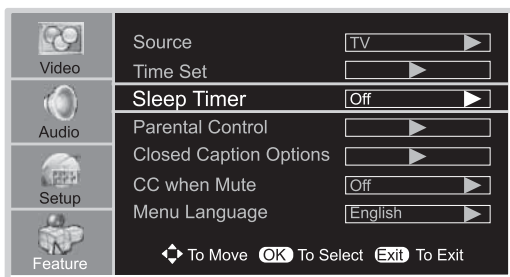 Video
Audio
Setup
Feature
Source TV
Time Set
Sleep Timer Off
Parental Control
Closed Caption Options
CC when Mute Off
Menu Language English
To Move OK To Select Exit To Exit